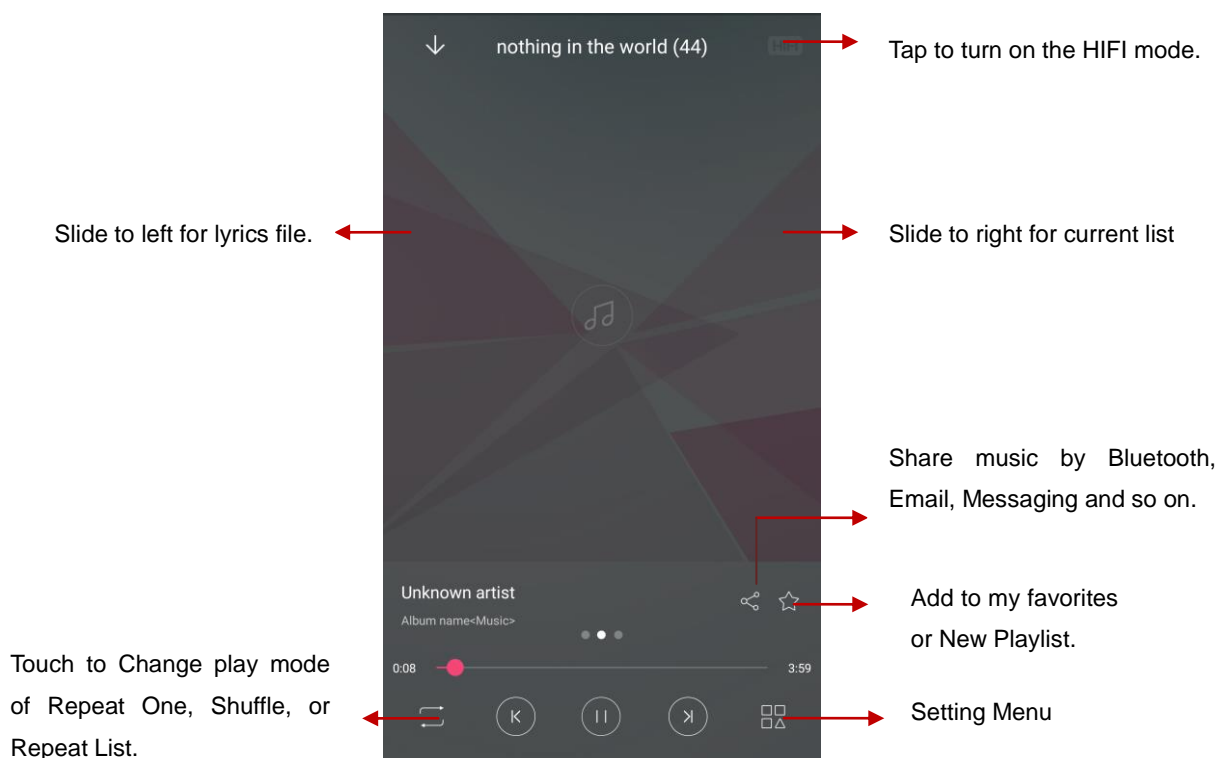 nothing in the world (44)
HIFI
Tap to turn on the HIFI mode.
Slide to left for lyrics file.
Slide to right for current list
Share music by Bluetooth,
Email, Messaging and so on.
Unknown artist
Album name<Music>
Add to my favorites
or New Playlist.
0:08
3:59
Touch to Change play mode
of Repeat One, Shuffle, or
Repeat List.
Setting Menu